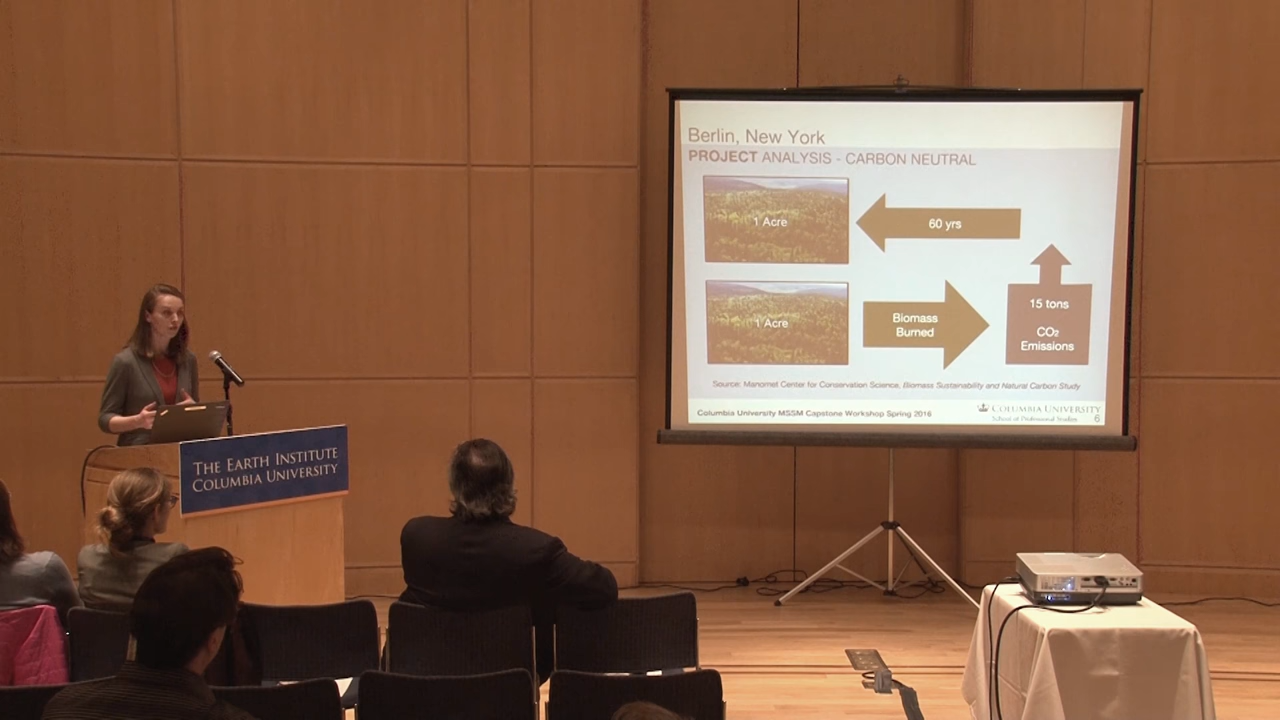 Berlin, New York
PROJECT ANALYSIS - CARBON NEUTRAL
1 Acre
60 yrs
1 Acre
Biomass
Burned
15 tons
CO₂
Emissions
Source: Manomet Center for Conservation Science, Biomass Sustainability and Natural Carbon Study
Columbia University MSSM Capstone Workshop Spring 2016
COLUMBIA UNIVERSITY
School of Professional Studies
6
THE EARTH INSTITUTE
COLUMBIA UNIVERSITY